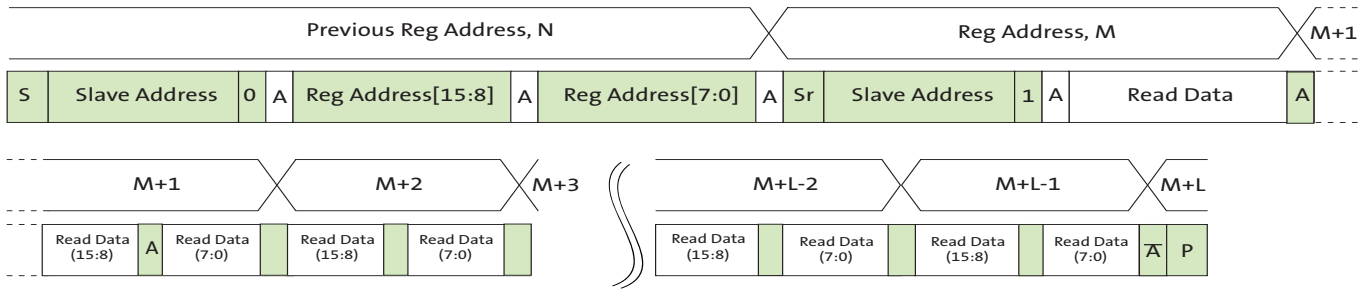 Previous Reg Address, N Reg Address, M M+1
S Slave Address 0 A Reg Address[15:8] A Reg Address[7:0] A Sr Slave Address 1 A Read Data A
M+1 M+2 M+3 M+L-2 M+L-1 M+L
Read Data A Read Data Read Data Read Data Read Data Read Data Read Data Read Data A̅ P
(15:8) (7:0) (15:8) (7:0) (15:8) (7:0) (15:8) (7:0)